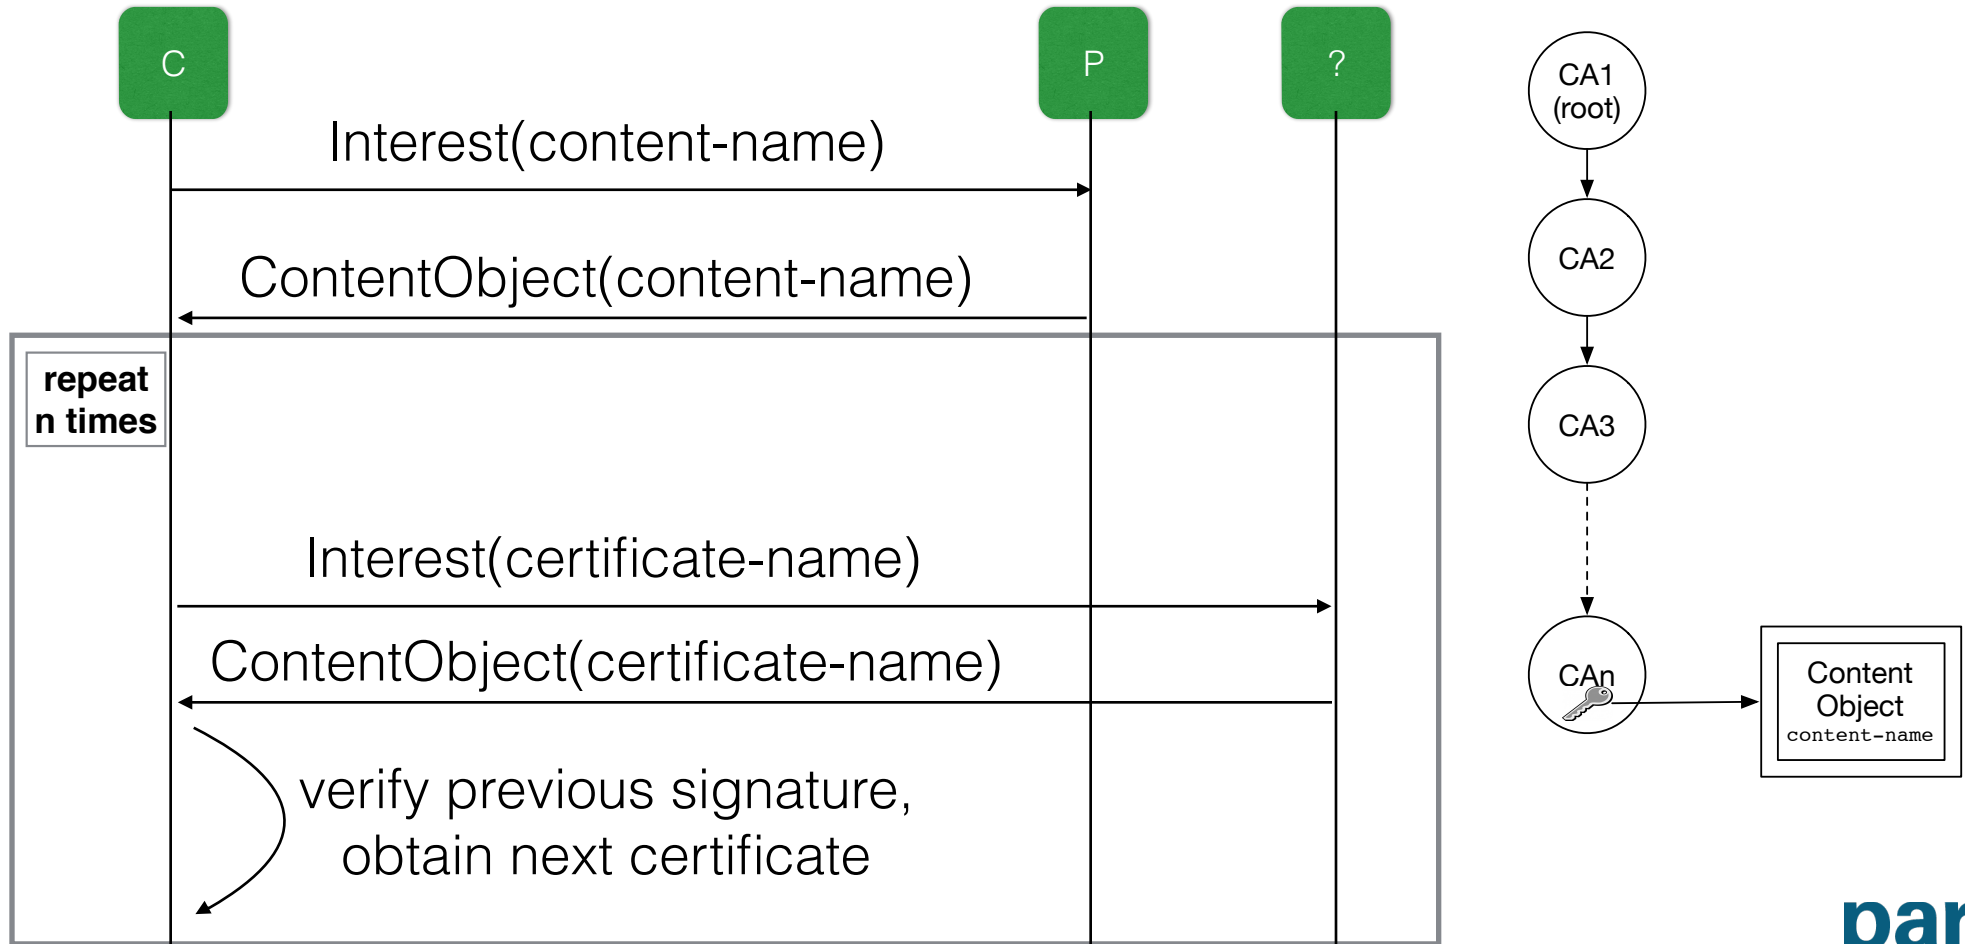 C
P
?
Interest(content-name)
ContentObject(content-name)
repeat
n times
Interest(certificate-name)
ContentObject(certificate-name)
verify previous signature,
obtain next certificate
CA1
(root)
CA2
CA3
CAn
Content
Object
content-name